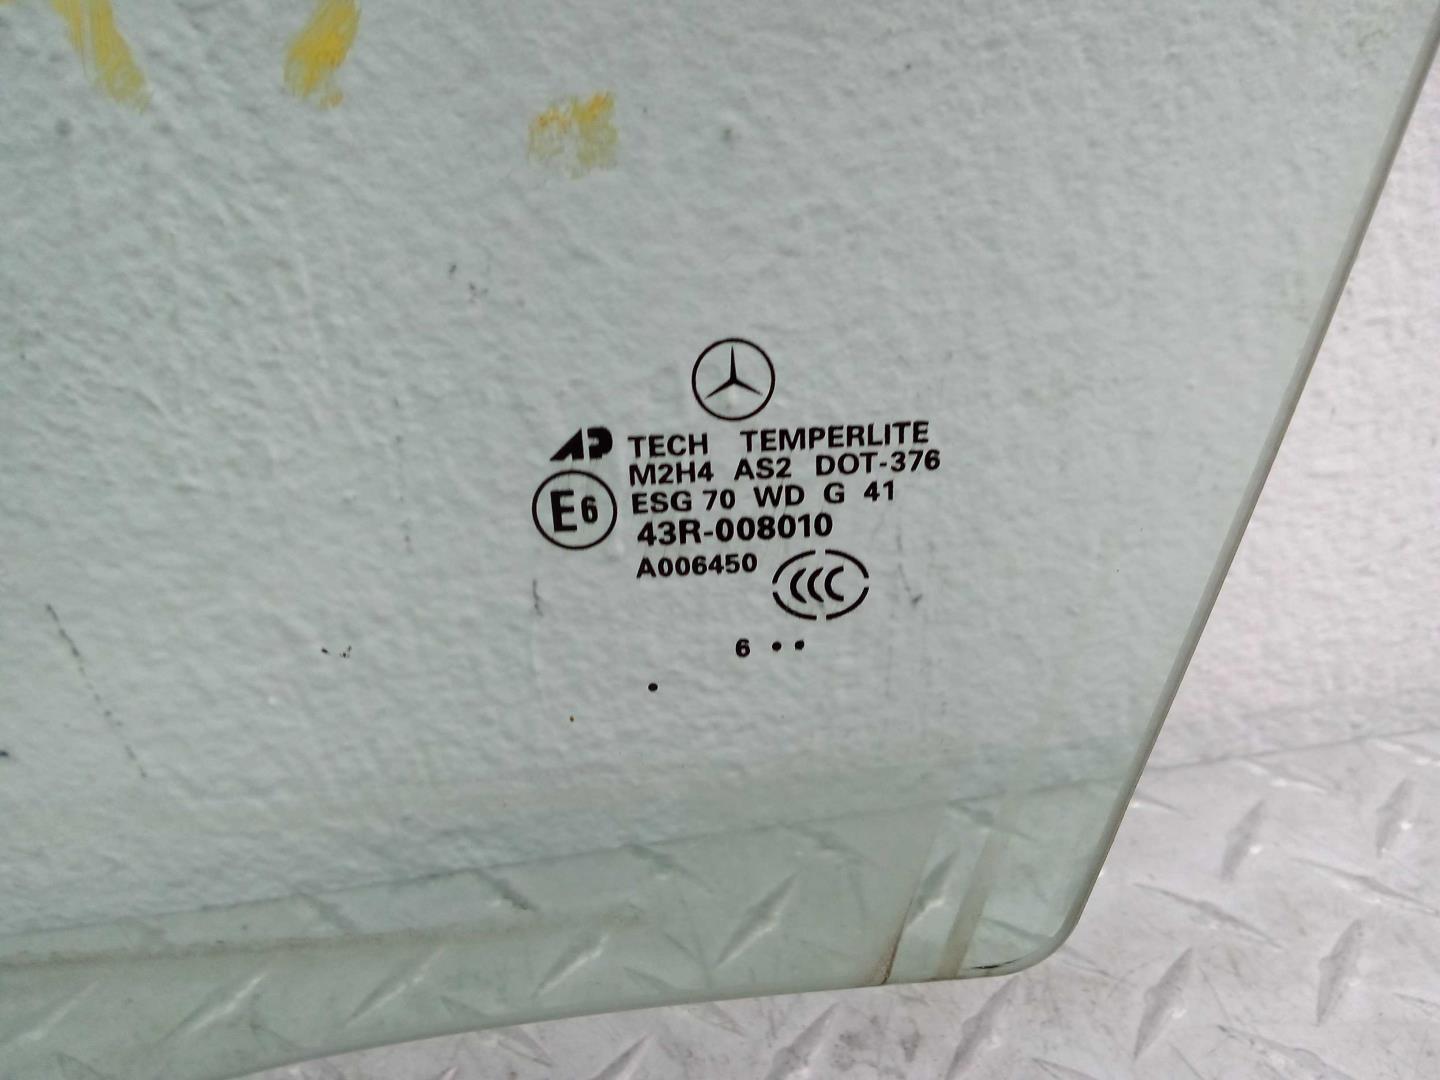 AP TECH TEMPERLITE
M2H4 AS2 DOT-376
E6 ESG 70 WD G 41
43R-008010
A006450 CCC
6 ••